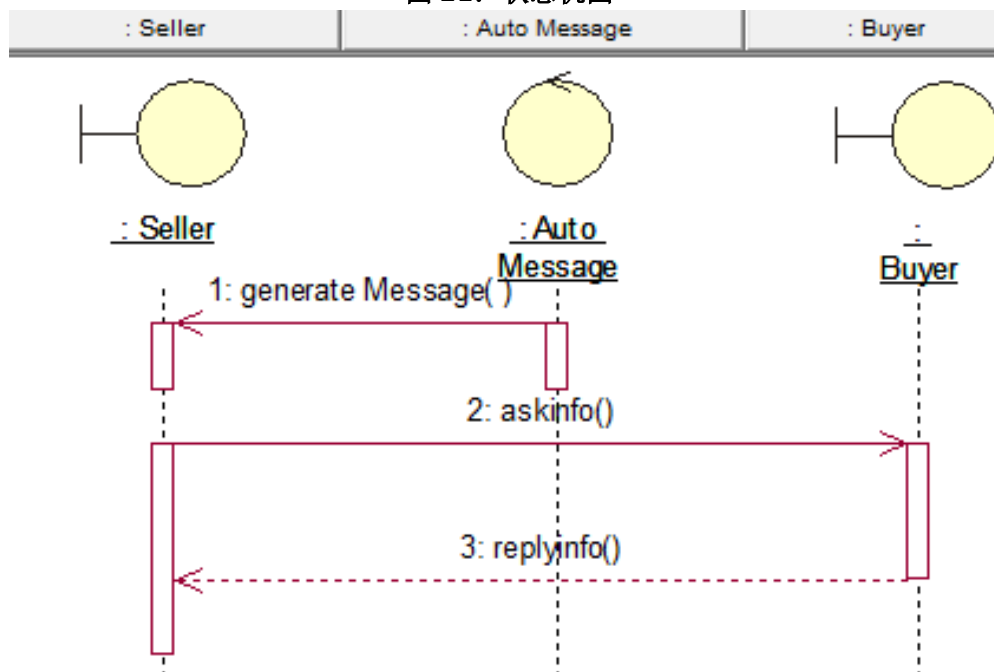 : Seller
: Auto Message
: Buyer
: Seller
: Auto
Message
:
Buyer
1: generate Message( )
2: askinfo()
3: replyinfo()